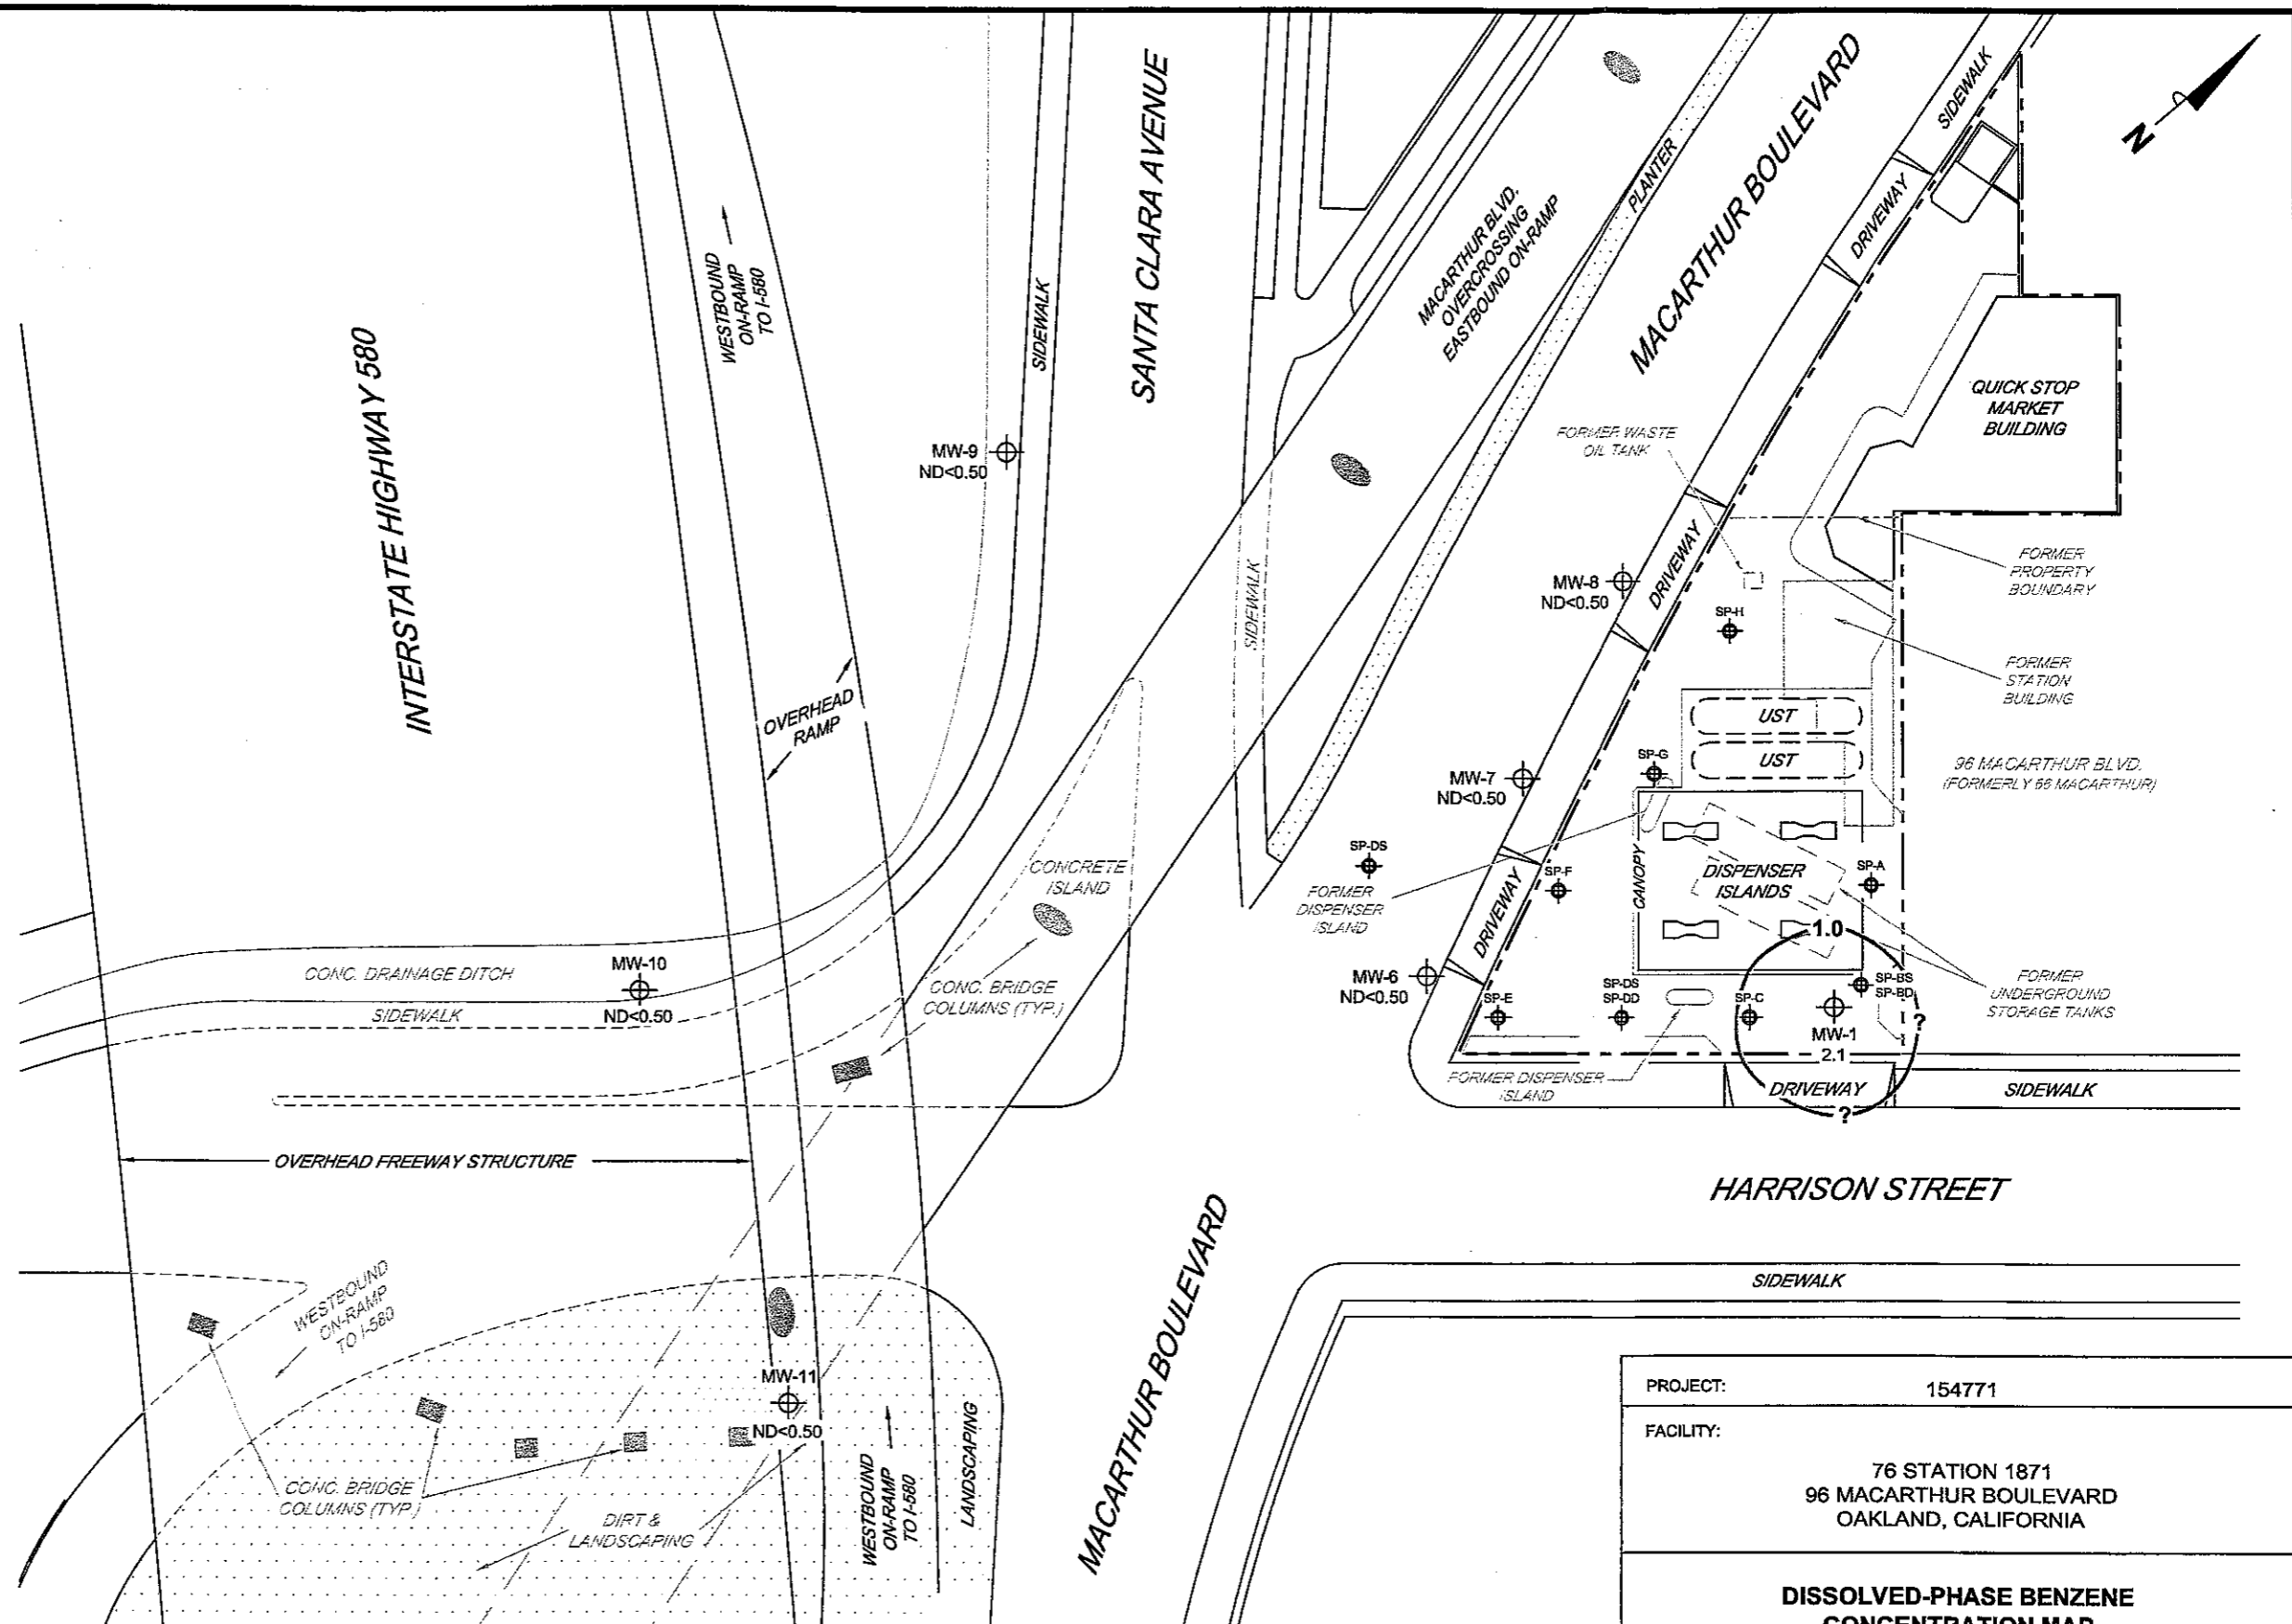 INTERSTATE HIGHWAY 580
WESTBOUND
ON-RAMP
TO I-580
SIDEWALK
SANTA CLARA AVENUE
MACARTHUR BLVD.
OVERCROSSING
EASTBOUND ON-RAMP
PLANTER
MACARTHUR BOULEVARD
SIDEWALK
DRIVEWAY
N
QUICK STOP
MARKET
BUILDING
MW-9
ND<0.50
FORMER WASTE
OIL TANK
SIDEWALK
MW-8
ND<0.50
DRIVEWAY
SP-H
FORMER
PROPERTY
BOUNDARY
FORMER
STATION
BUILDING
OVERHEAD
RAMP
UST
UST
SP-G
MW-7
ND<0.50
96 MACARTHUR BLVD.
(FORMERLY 66 MACARTHUR)
SP-DS
CONCRETE
ISLAND
FORMER
DISPENSER
ISLAND
SP-F
CANOPY
DISPENSER
ISLANDS
SP-A
DRIVEWAY
1.0
CONC. DRAINAGE DITCH
MW-10
ND<0.50
SIDEWALK
CONC. BRIDGE
COLUMNS (TYP.)
MW-6
ND<0.50
SP-E
SP-DS
SP-DD
SP-C
SP-BS
SP-BD
MW-1
2.1
?
FORMER
UNDERGROUND
STORAGE TANKS
FORMER DISPENSER
ISLAND
DRIVEWAY
?
SIDEWALK
OVERHEAD FREEWAY STRUCTURE
HARRISON STREET
SIDEWALK
WESTBOUND
ON-RAMP
TO I-580
MACARTHUR BOULEVARD
MW-11
ND<0.50
CONC. BRIDGE
COLUMNS (TYP.)
DIRT &
LANDSCAPING
WESTBOUND
ON-RAMP
TO I-580
LANDSCAPING
PROJECT: 154771
FACILITY:
76 STATION 1871
96 MACARTHUR BOULEVARD
OAKLAND, CALIFORNIA
DISSOLVED-PHASE BENZENE
CONCENTRATION MAP